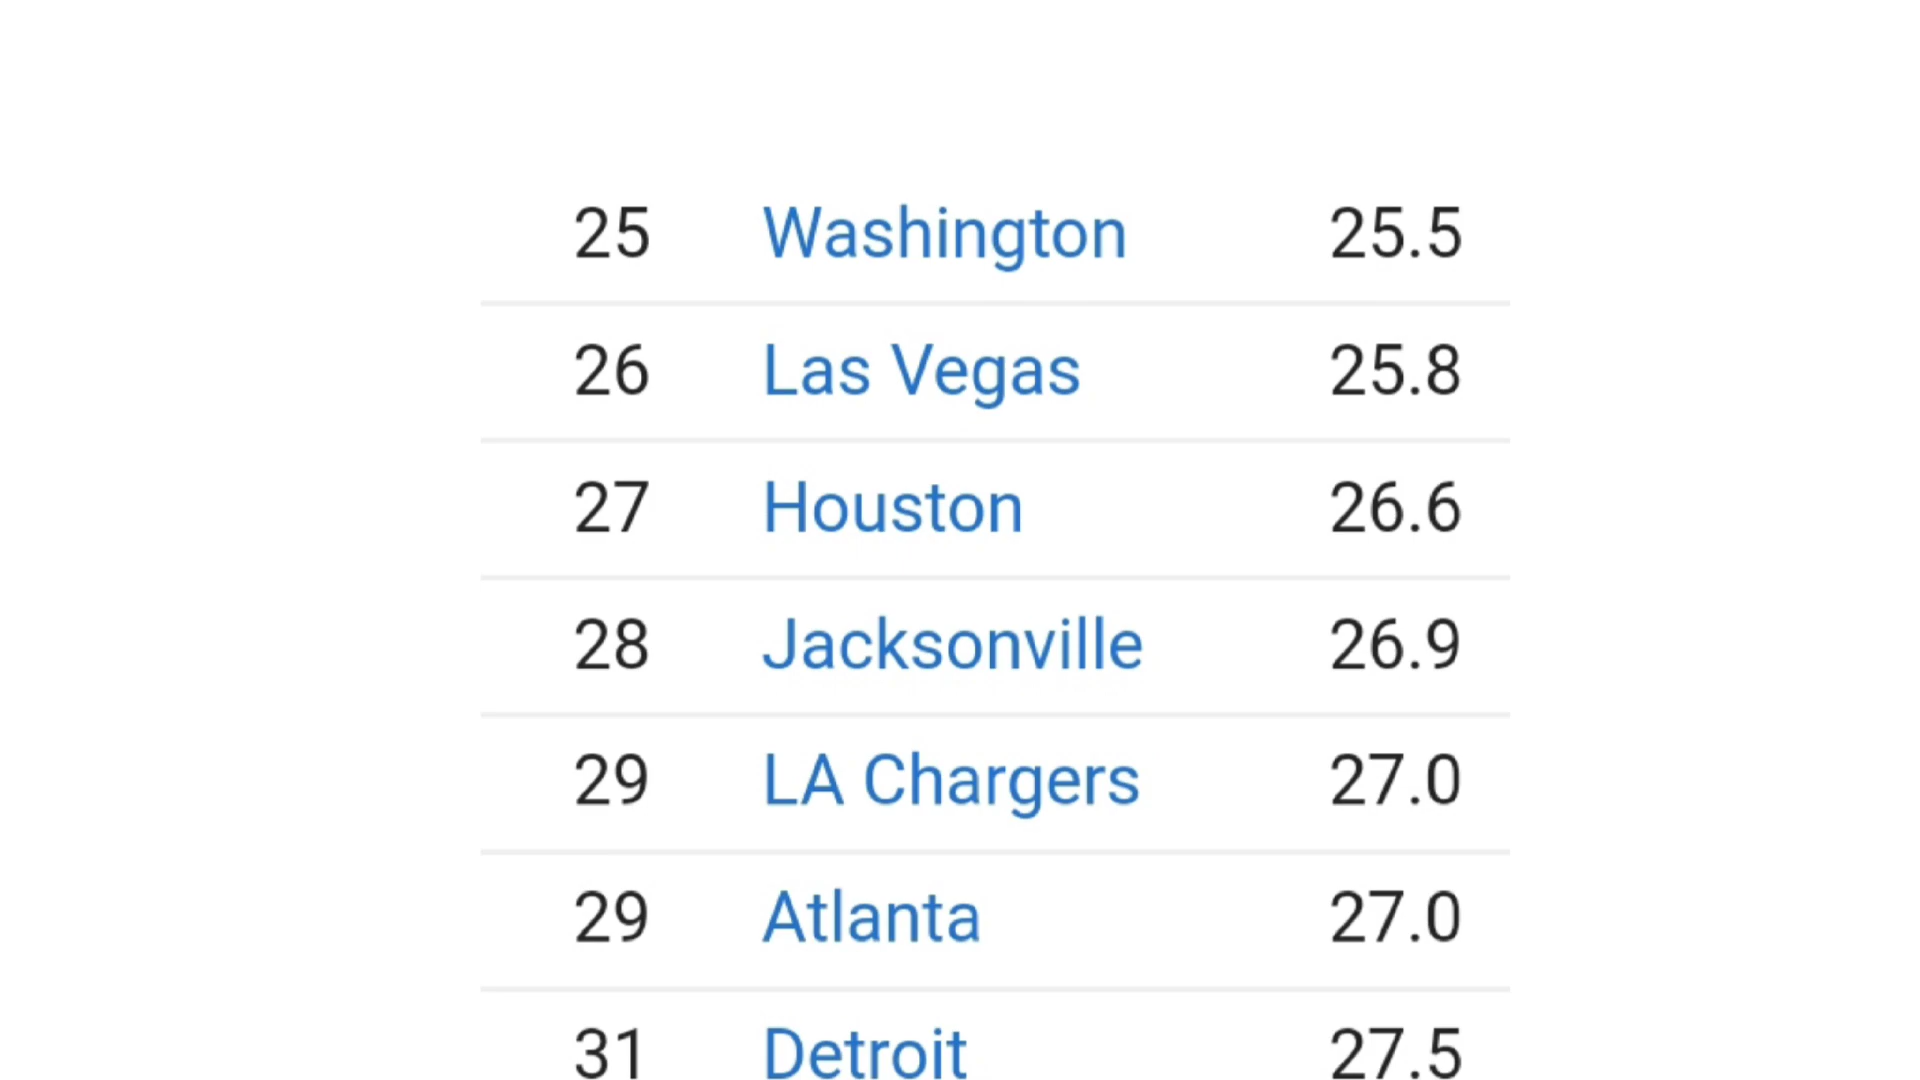 25 Washington 25.5
26 Las Vegas 25.8
27 Houston 26.6
28 Jacksonville 26.9
29 LA Chargers 27.0
29 Atlanta 27.0
31 Detroit 27.5